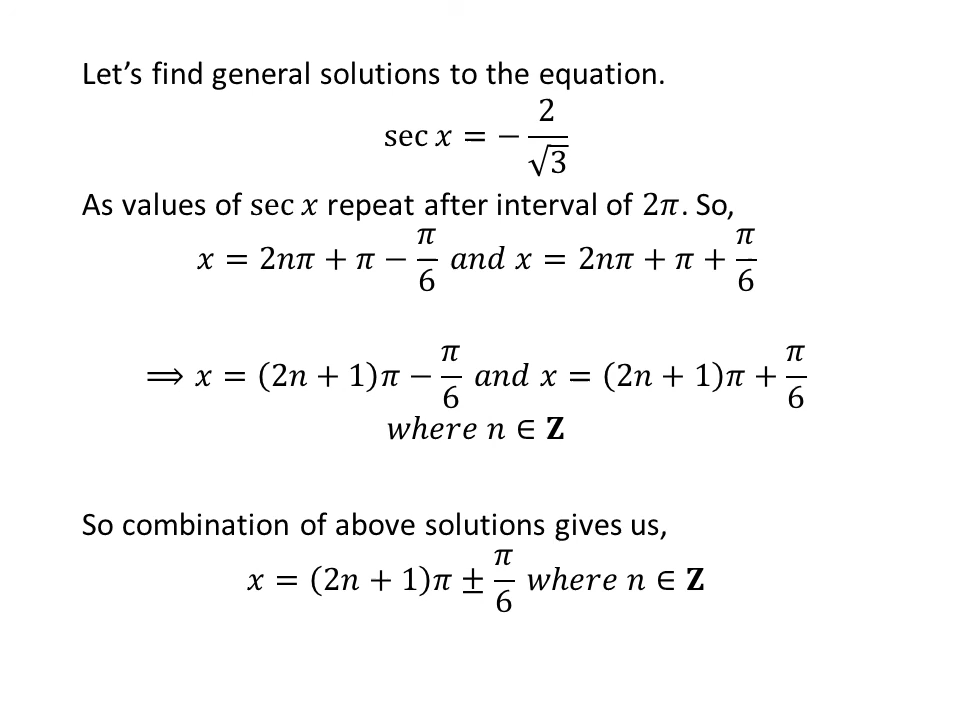 Let’s find general solutions to the equation.
sec 𝑥 = − 2/√3
As values of sec 𝑥 repeat after interval of 2𝜋. So,
𝑥 = 2𝑛𝜋 + 𝜋 − 𝜋/6 𝑎𝑛𝑑 𝑥 = 2𝑛𝜋 + 𝜋 + 𝜋/6
⟹ 𝑥 = (2𝑛 + 1)𝜋 − 𝜋/6 𝑎𝑛𝑑 𝑥 = (2𝑛 + 1)𝜋 + 𝜋/6
𝑤ℎ𝑒𝑟𝑒 𝑛 ∈ 𝐙
So combination of above solutions gives us,
𝑥 = (2𝑛 + 1)𝜋 ± 𝜋/6 𝑤ℎ𝑒𝑟𝑒 𝑛 ∈ 𝐙